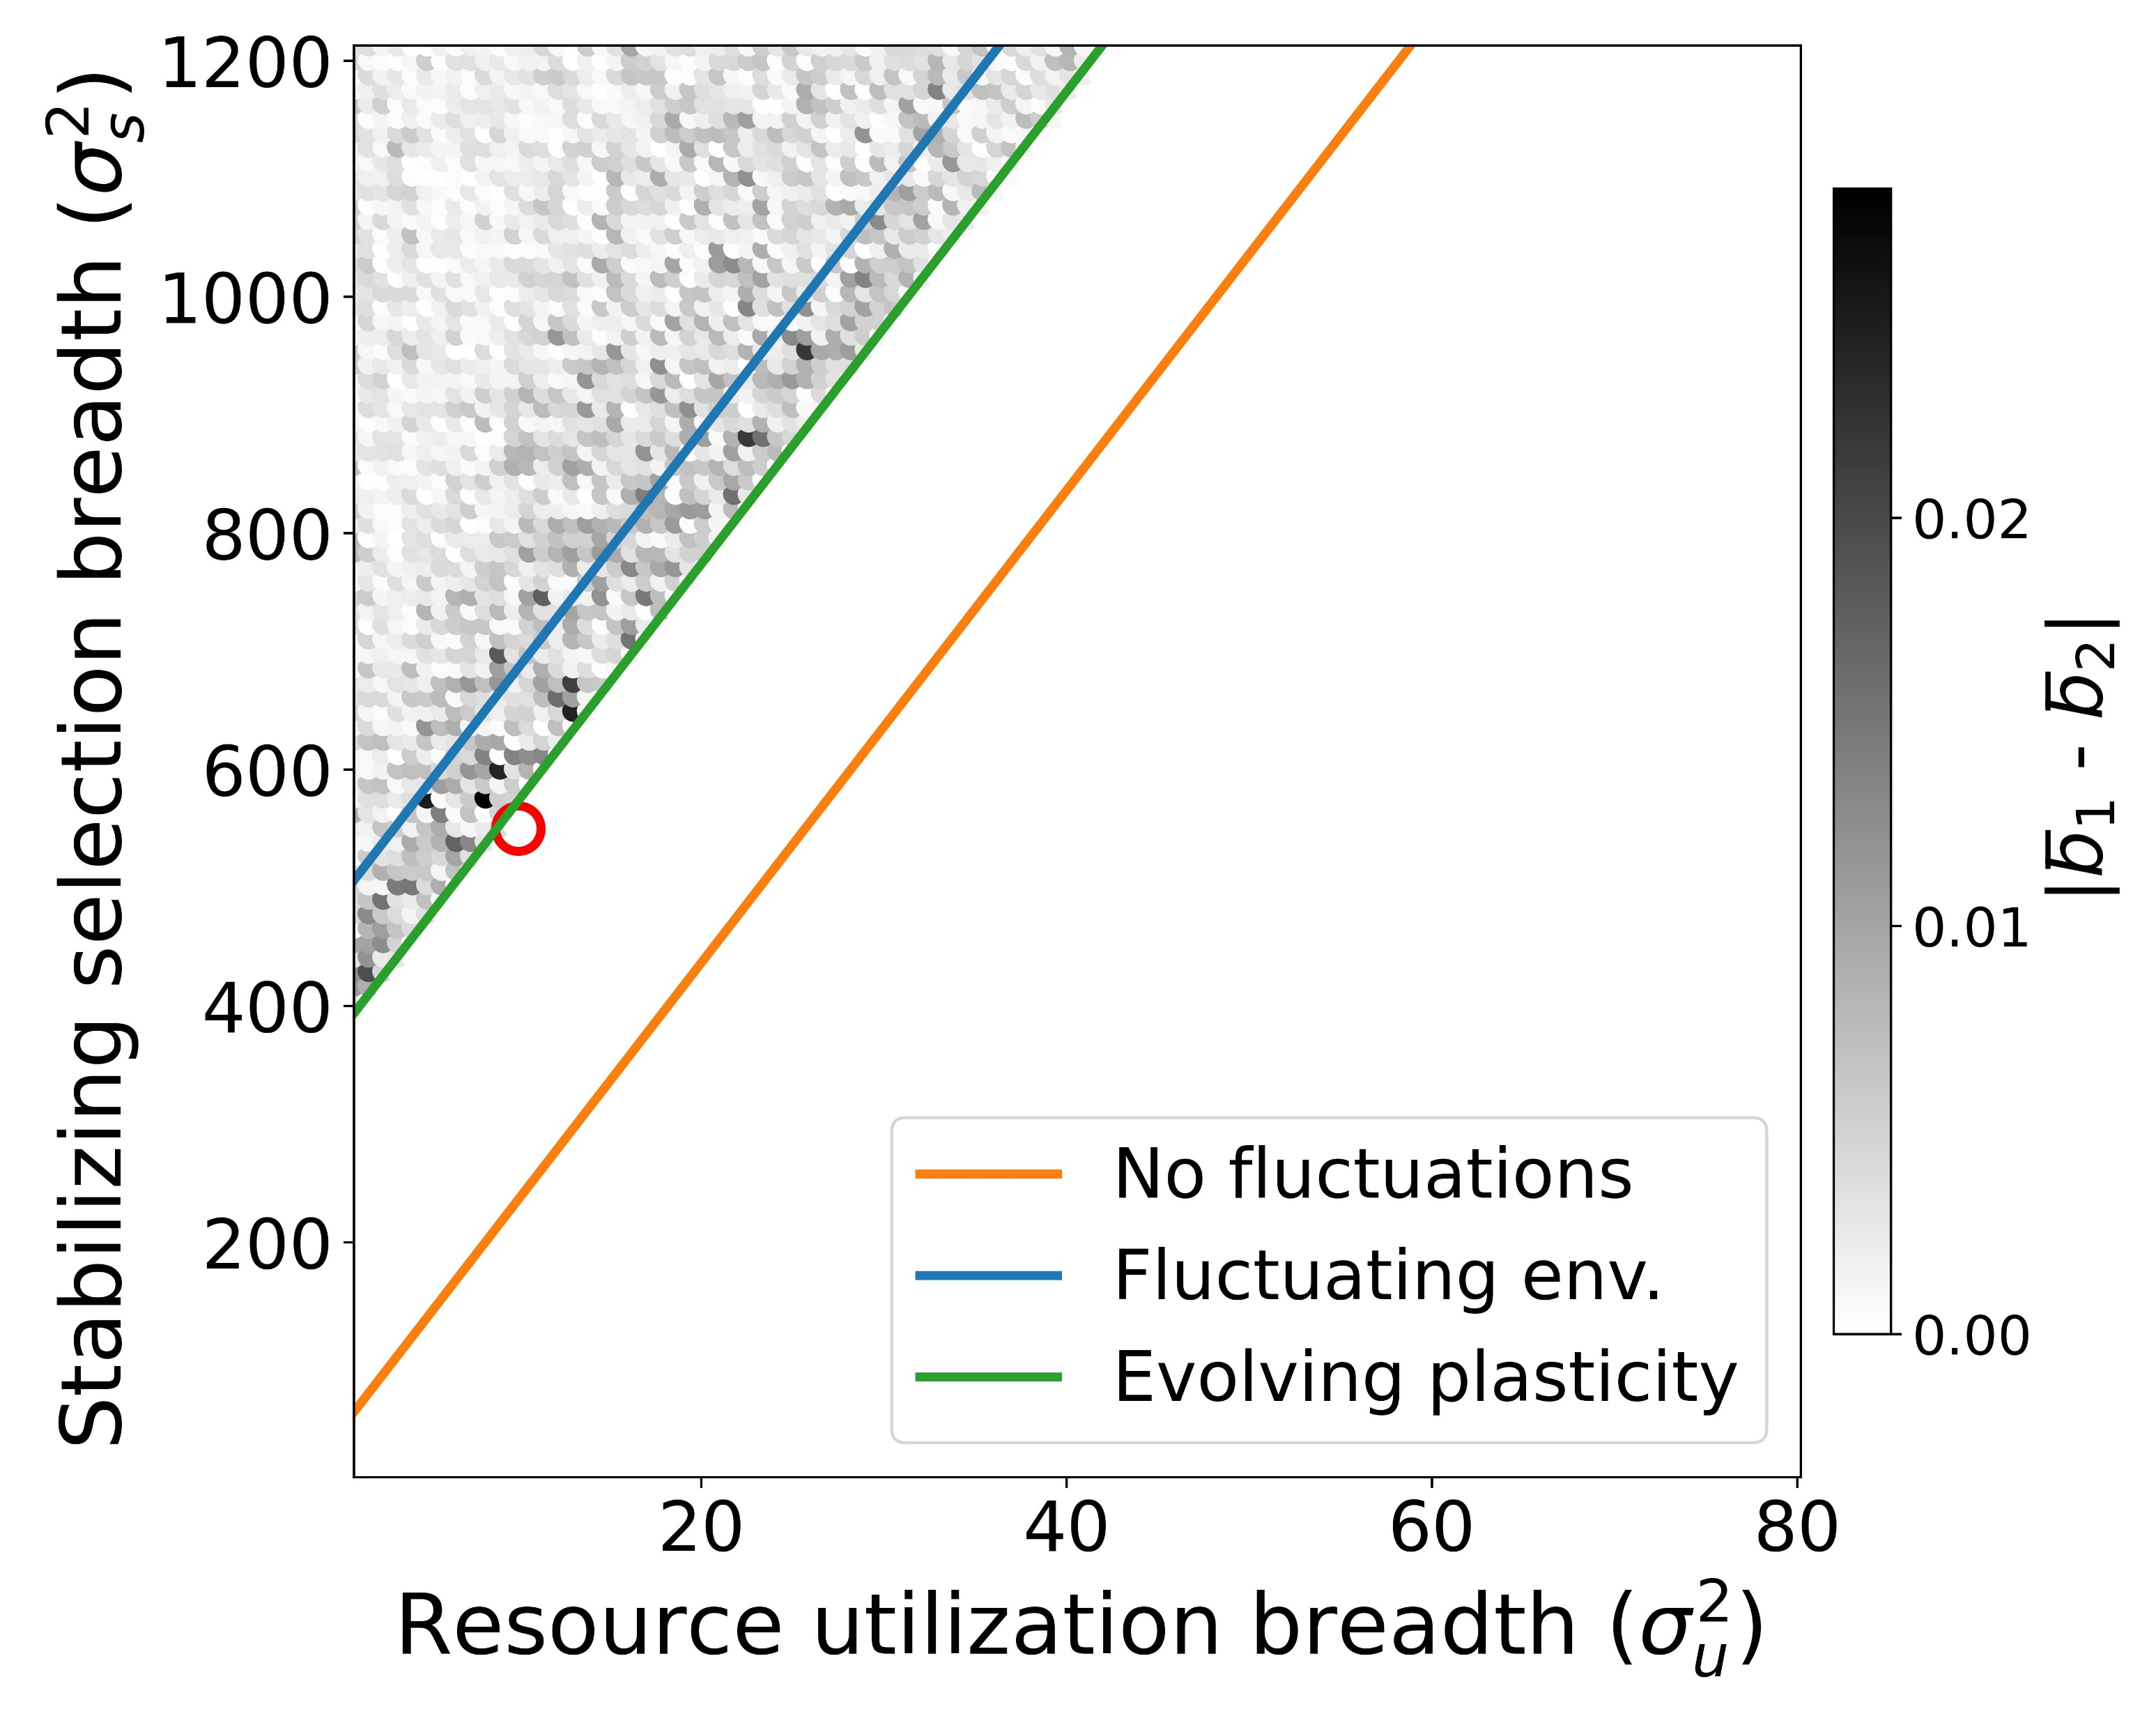 Stabilizing selection breadth (σ²ₛ)
1200
1000
800
600
400
200
20 40 60 80
Resource utilization breadth (σ²ᵤ)
No fluctuations
Fluctuating env.
Evolving plasticity
0.02
0.01
0.00
|b̅₁ - b̅₂|